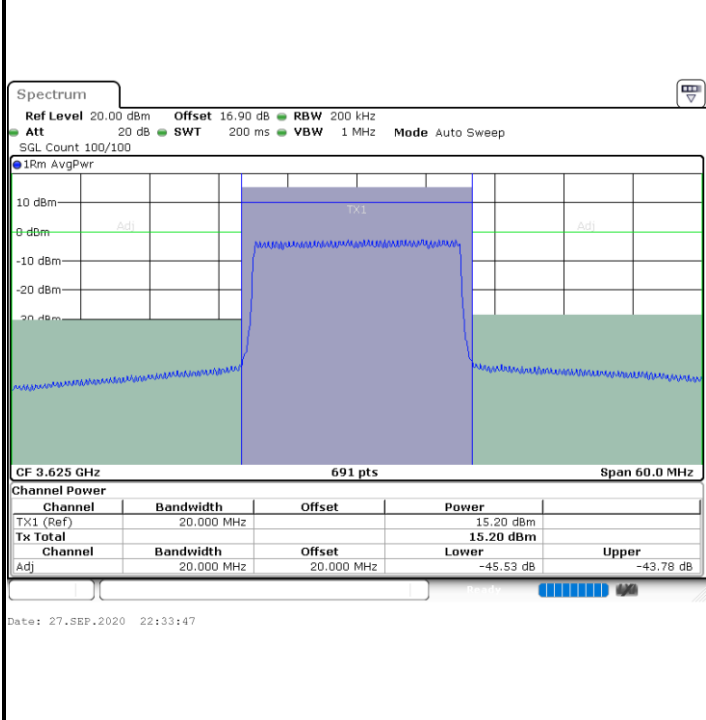 Spectrum
Ref Level 20.00 dBm Offset 16.90 dB RBW 200 kHz
Att 20 dB SWT 200 ms VBW 1 MHz Mode Auto Sweep
SGL Count 100/100
1Rm AvgPwr
10 dBm
TX1
Adj
Adj
0 dBm
-10 dBm
-20 dBm
-30 dBm
CF 3.625 GHz 691 pts Span 60.0 MHz
Channel Power
Channel Bandwidth Offset Power
TX1 (Ref) 20.000 MHz 15.20 dBm
Tx Total 15.20 dBm
Channel Bandwidth Offset Lower Upper
Adj 20.000 MHz 20.000 MHz -45.53 dB -43.78 dB
Ready
Date: 27.SEP.2020 22:33:47